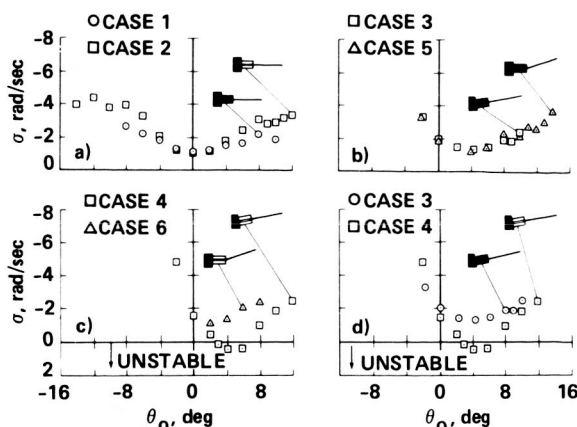 ○ CASE 1
□ CASE 2
-8
-6
-4
-2
0
σ, rad/sec
a)
□ CASE 3
△ CASE 5
b)
□ CASE 4
△ CASE 6
-8
-6
-4
-2
0
2
σ, rad/sec
c)
UNSTABLE
-16 -8 0 8
θo, deg
○ CASE 3
□ CASE 4
d)
UNSTABLE
-8 0 8 16
θo, deg